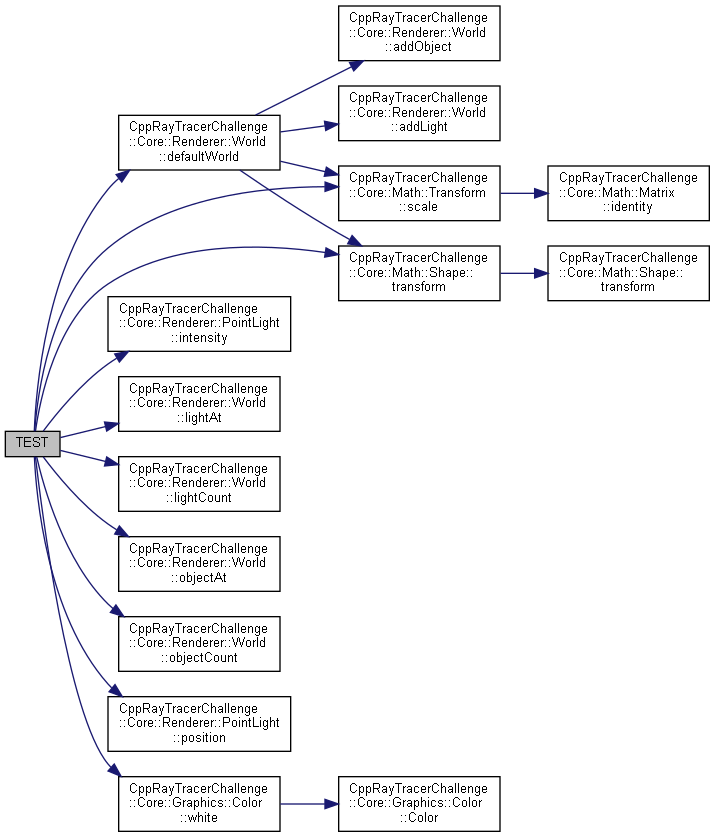 CppRayTracerChallenge
::Core::Renderer::World
::addObject
CppRayTracerChallenge
::Core::Renderer::World
::addLight
CppRayTracerChallenge
::Core::Renderer::World
::defaultWorld
CppRayTracerChallenge
::Core::Math::Transform
::scale
CppRayTracerChallenge
::Core::Math::Matrix
::identity
CppRayTracerChallenge
::Core::Math::Shape::
transform
CppRayTracerChallenge
::Core::Math::Shape::
transform
CppRayTracerChallenge
::Core::Renderer::PointLight
::intensity
CppRayTracerChallenge
::Core::Renderer::World
::lightAt
TEST
CppRayTracerChallenge
::Core::Renderer::World
::lightCount
CppRayTracerChallenge
::Core::Renderer::World
::objectAt
CppRayTracerChallenge
::Core::Renderer::World
::objectCount
CppRayTracerChallenge
::Core::Renderer::PointLight
::position
CppRayTracerChallenge
::Core::Graphics::Color
::white
CppRayTracerChallenge
::Core::Graphics::Color
::Color